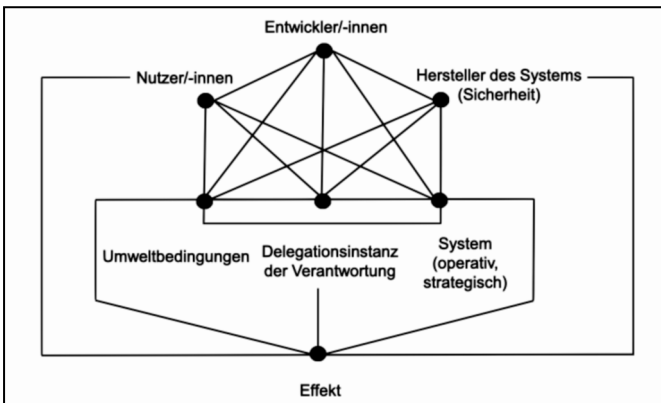 Entwickler/-innen
Nutzer/-innen
Hersteller des Systems
(Sicherheit)
Umweltbedingungen
Delegationsinstanz
der Verantwortung
System
(operativ,
strategisch)
Effekt